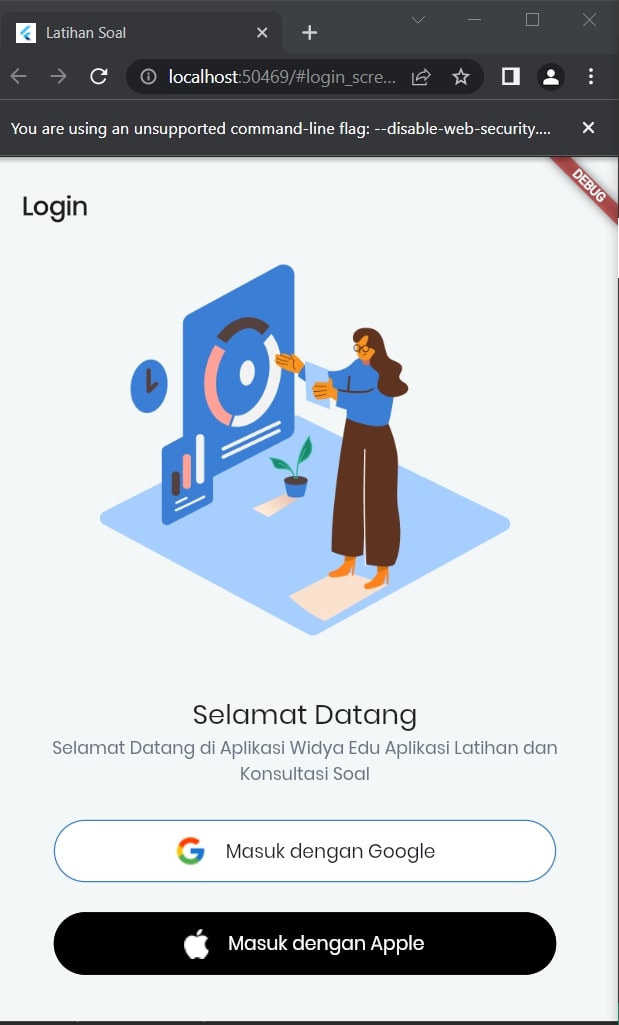 Latihan Soal
localhost:50469/#login_scre...
You are using an unsupported command-line flag: --disable-web-security....
DEBUG
Login
Selamat Datang
Selamat Datang di Aplikasi Widya Edu Aplikasi Latihan dan
Konsultasi Soal
Masuk dengan Google
Masuk dengan Apple